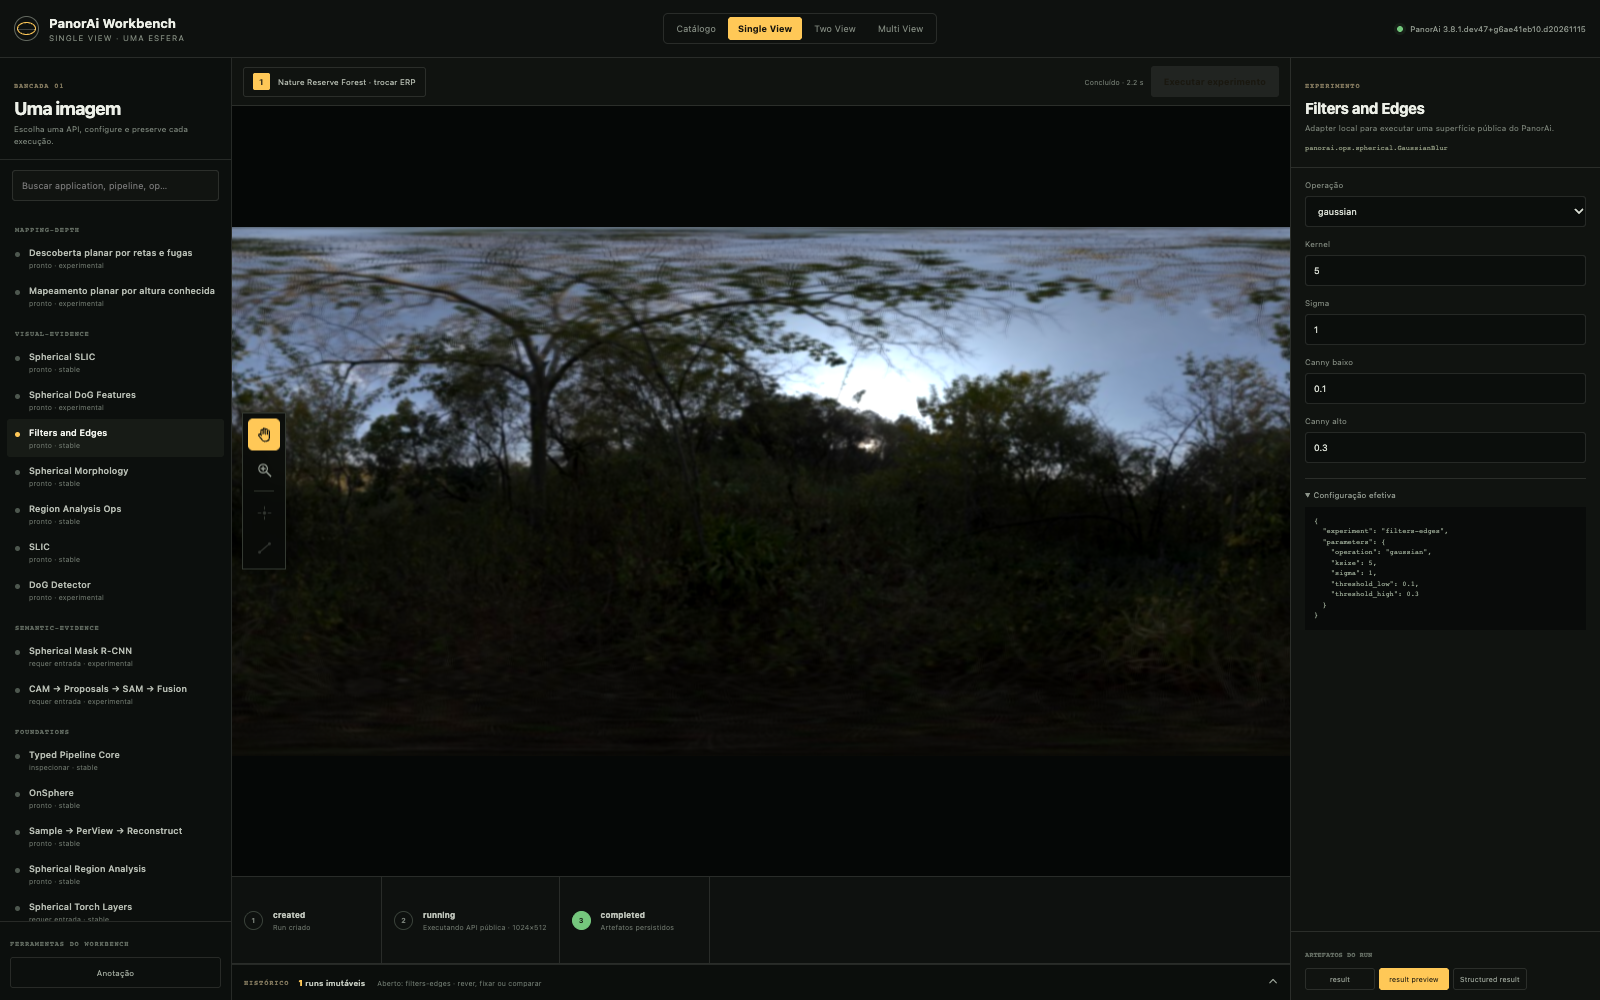 PanorAi Workbench
SINGLE VIEW · UMA ESFERA
Catálogo
Single View
Two View
Multi View
PanorAi 3.8.1.dev47+g6ae41eb10.d20261115
BANCADA 01
Uma imagem
Escolha uma API, configure e preserve cada
execução.
Buscar application, pipeline, op...
MAPPING-DEPTH
Descoberta planar por retas e fugas
pronto · experimental
Mapeamento planar por altura conhecida
pronto · experimental
VISUAL-EVIDENCE
Spherical SLIC
pronto · stable
Spherical DoG Features
pronto · experimental
Filters and Edges
pronto · stable
Spherical Morphology
pronto · stable
Region Analysis Ops
pronto · stable
SLIC
pronto · stable
DoG Detector
pronto · experimental
SEMANTIC-EVIDENCE
Spherical Mask R-CNN
requer entrada · experimental
CAM → Proposals → SAM → Fusion
requer entrada · experimental
FOUNDATIONS
Typed Pipeline Core
inspecionar · stable
OnSphere
pronto · stable
Sample → PerView → Reconstruct
pronto · stable
Spherical Region Analysis
pronto · stable
Spherical Torch Layers
requer entrada · stable
FERRAMENTAS DO WORKBENCH
Anotação
1 Nature Reserve Forest · trocar ERP
Concluído · 2.2 s
Executar experimento
1 created
Run criado
2 running
Executando API pública · 1024×512
3 completed
Artefatos persistidos
HISTÓRICO 1 runs imutáveis Aberto: filters-edges · rever, fixar ou comparar
EXPERIMENTO
Filters and Edges
Adapter local para executar uma superfície pública do PanorAi.
panorai.ops.spherical.GaussianBlur
Operação
gaussian
Kernel
5
Sigma
1
Canny baixo
0.1
Canny alto
0.3
▼ Configuração efetiva
{
"experiment": "filters-edges",
"parameters": {
"operation": "gaussian",
"ksize": 5,
"sigma": 1,
"threshold_low": 0.1,
"threshold_high": 0.3
}
}
ARTEFATOS DO RUN
result
result preview
Structured result